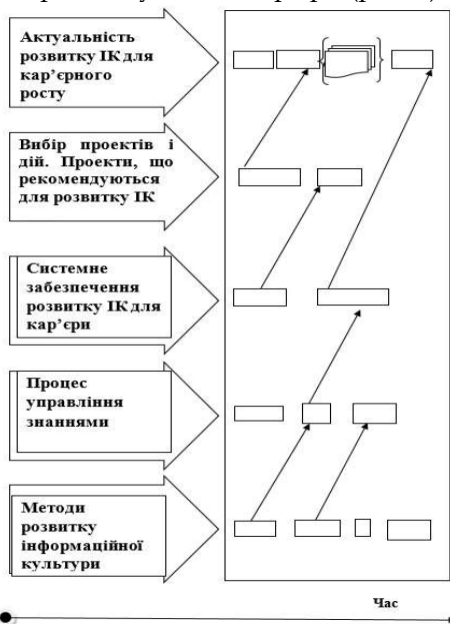 Актуальність
розвитку ІК для
кар’єрного
росту
Вибір проектів і
дій. Проекти, що
рекомендуються
для розвитку ІК
Системне
забезпечення
розвитку ІК для
кар’єри
Процес
управління
знаннями
Методи
розвитку
інформаційної
культури
Час